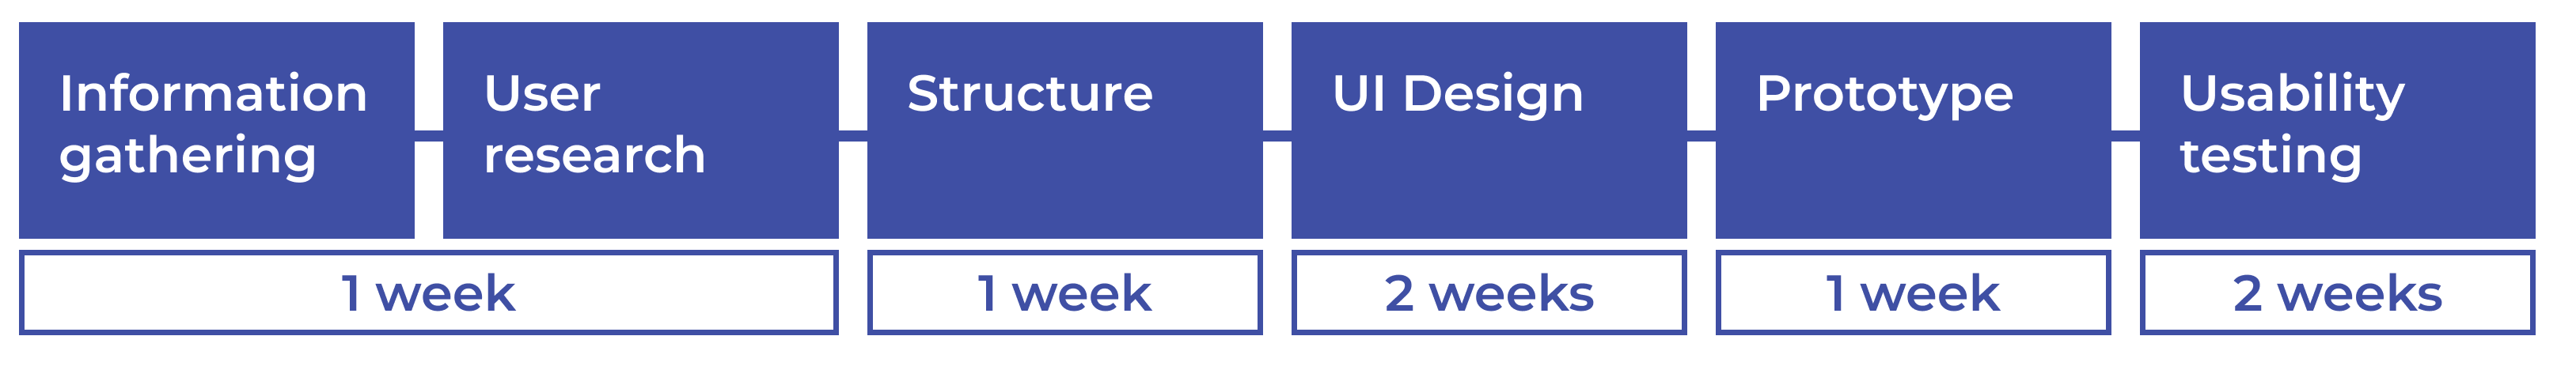 Information
gathering
User
research
Structure
UI Design
Prototype
Usability
testing
1 week
1 week
2 weeks
1 week
2 weeks